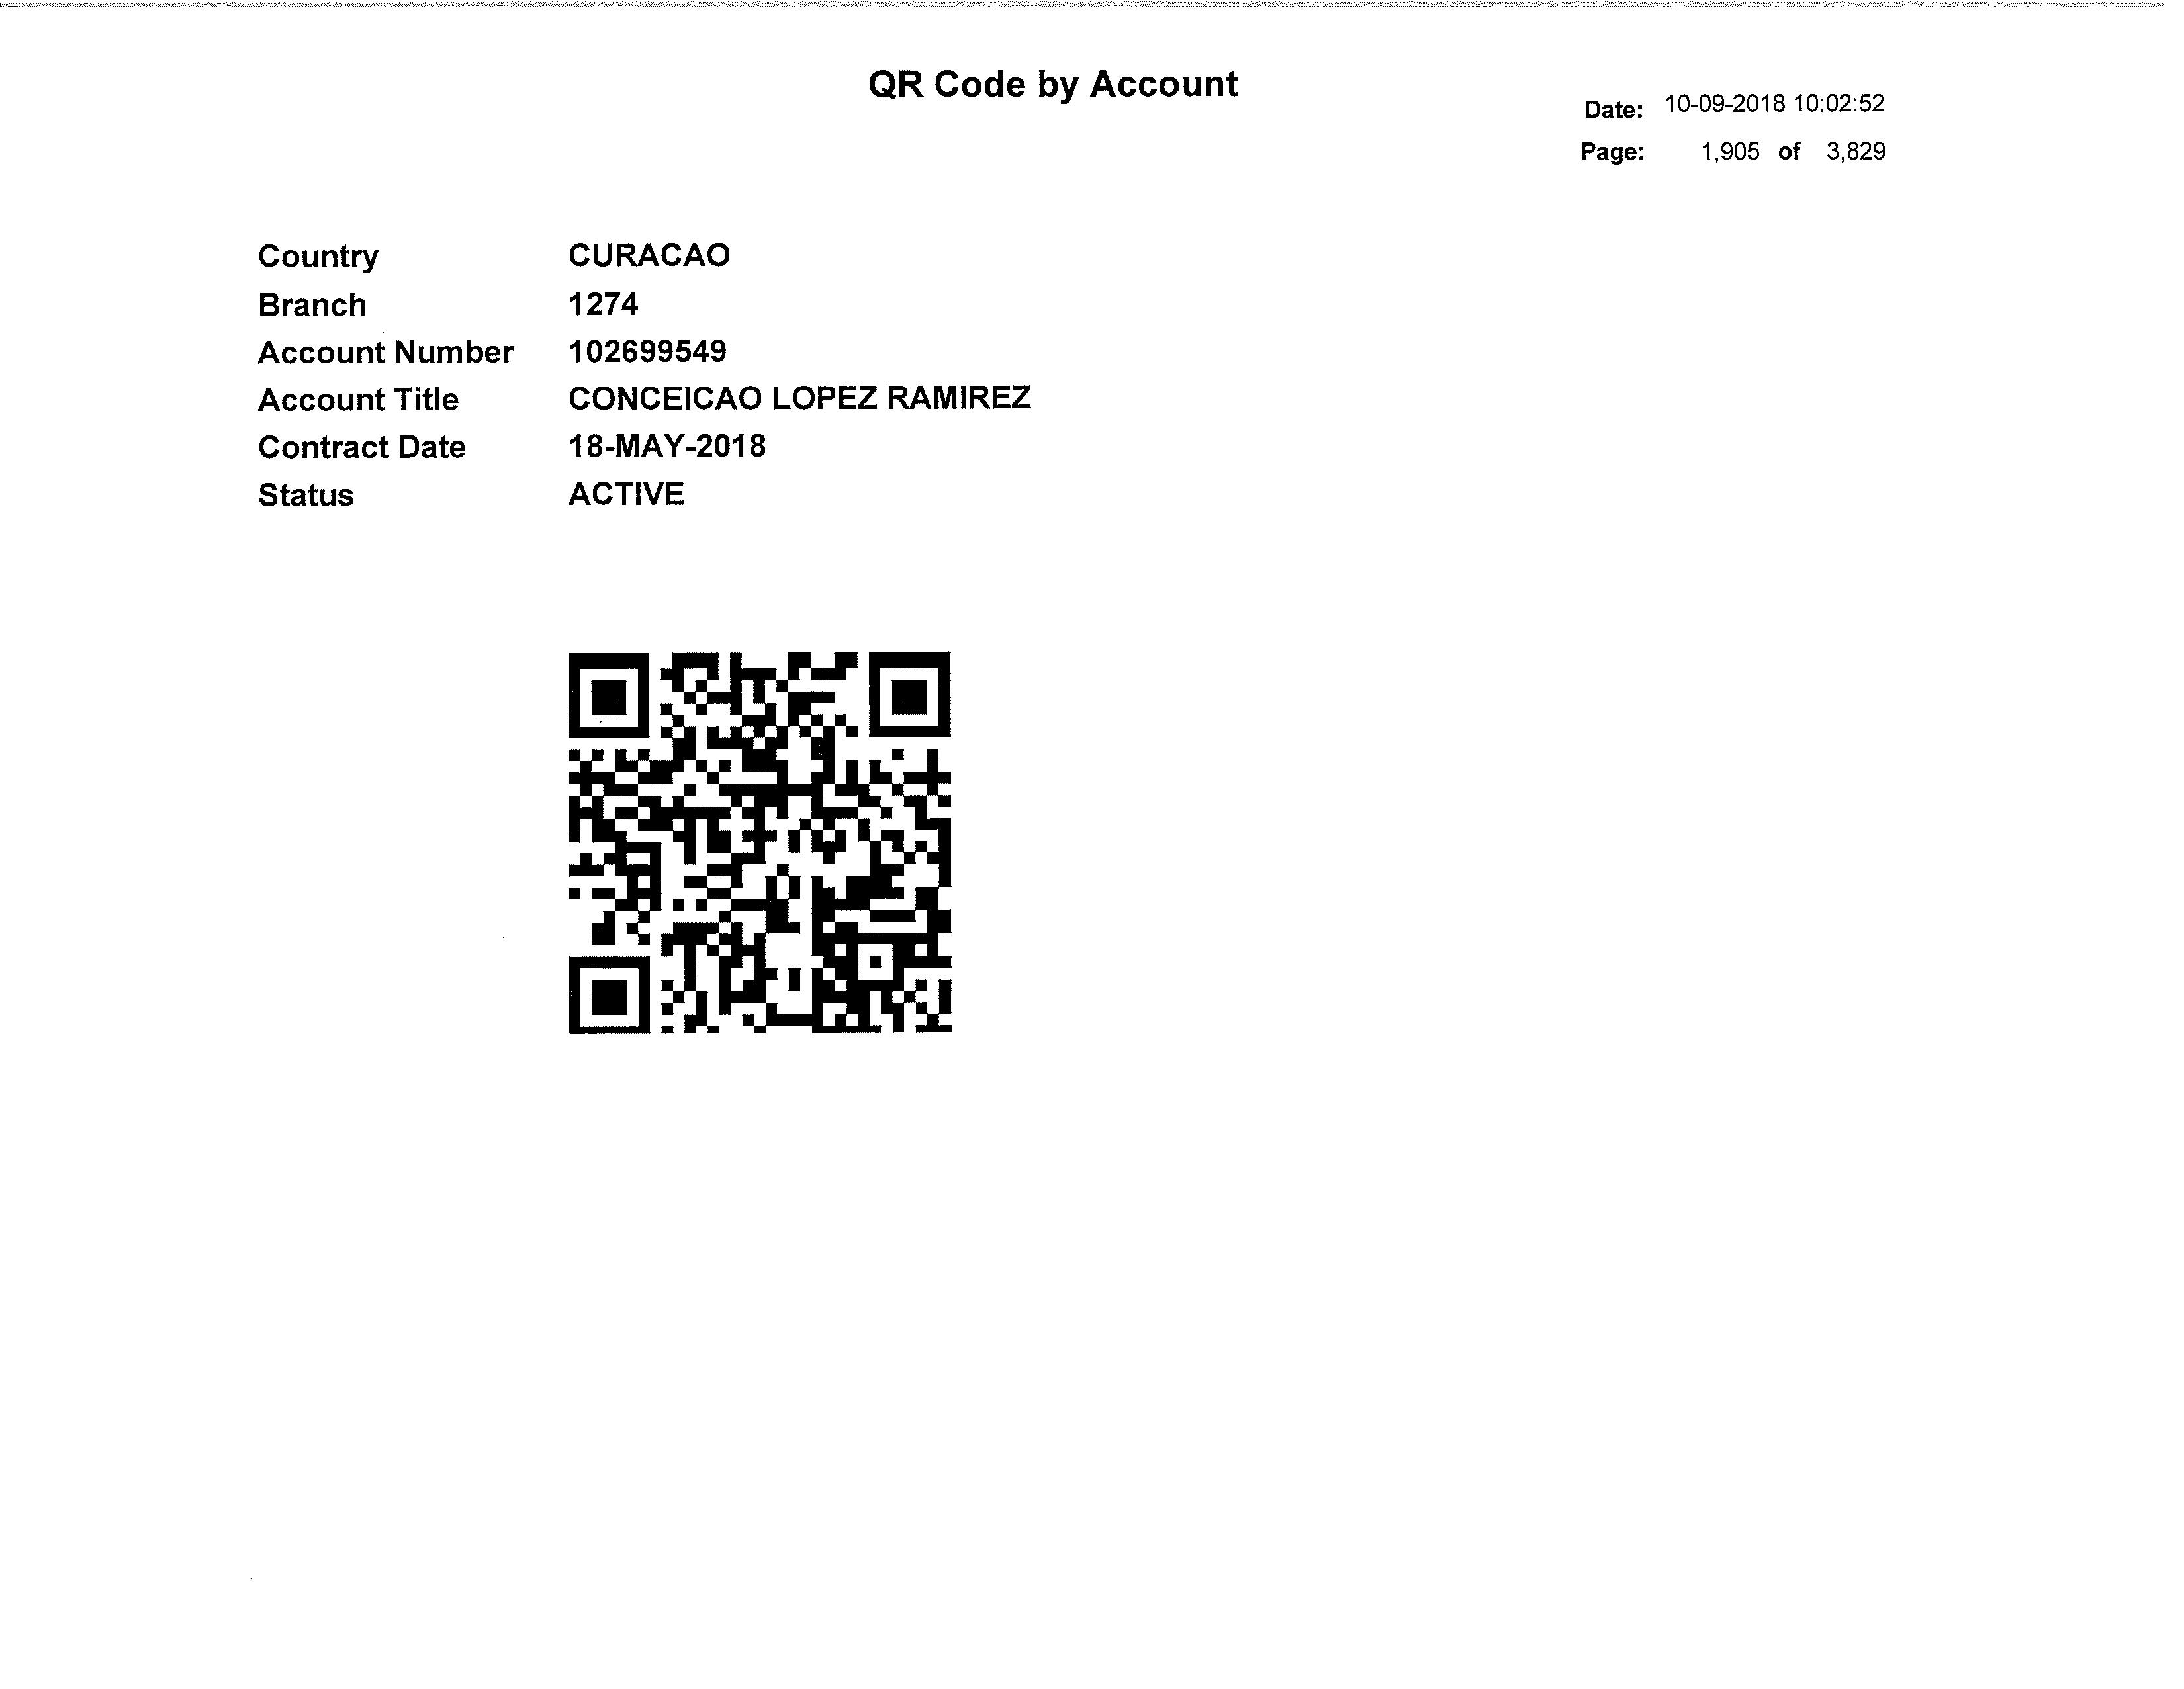 QR Code by Account
Date: 10-09-2018 10:02:52
Page: 1,905 of 3,829
Country CURACAO
Branch 1274
Account Number 102699549
Account Title CONCEICAO LOPEZ RAMIREZ
Contract Date 18-MAY-2018
Status ACTIVE